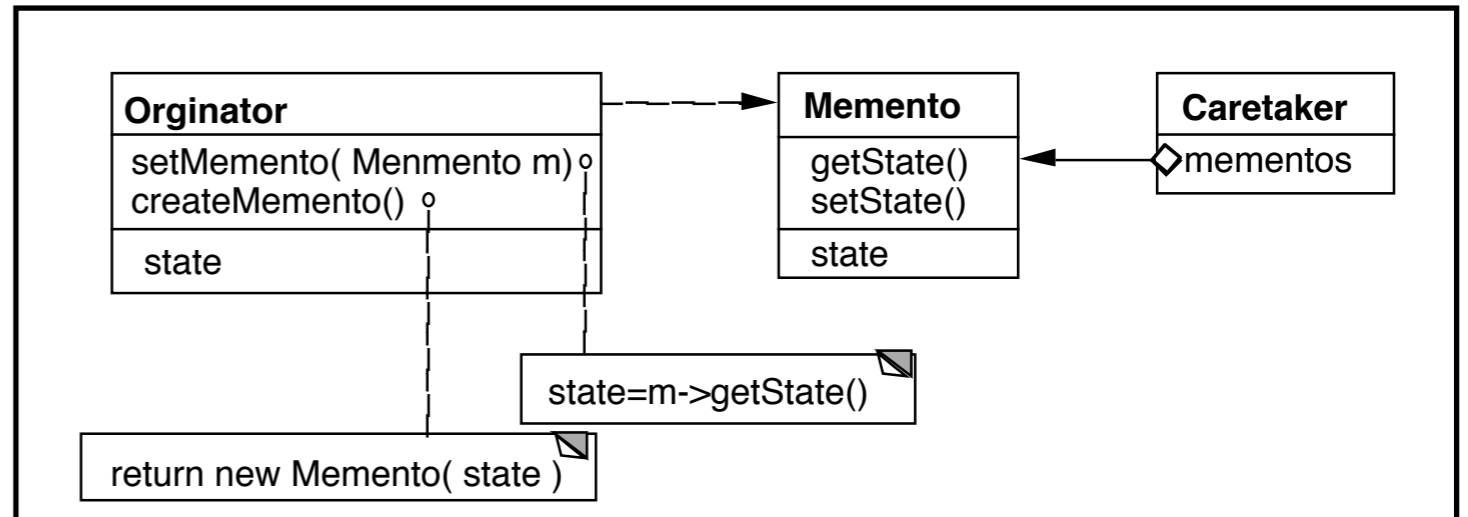 Orginator
setMemento( Menmento m)
createMemento()
state
Memento
getState()
setState()
state
Caretaker
mementos
state=m->getState()
return new Memento( state )